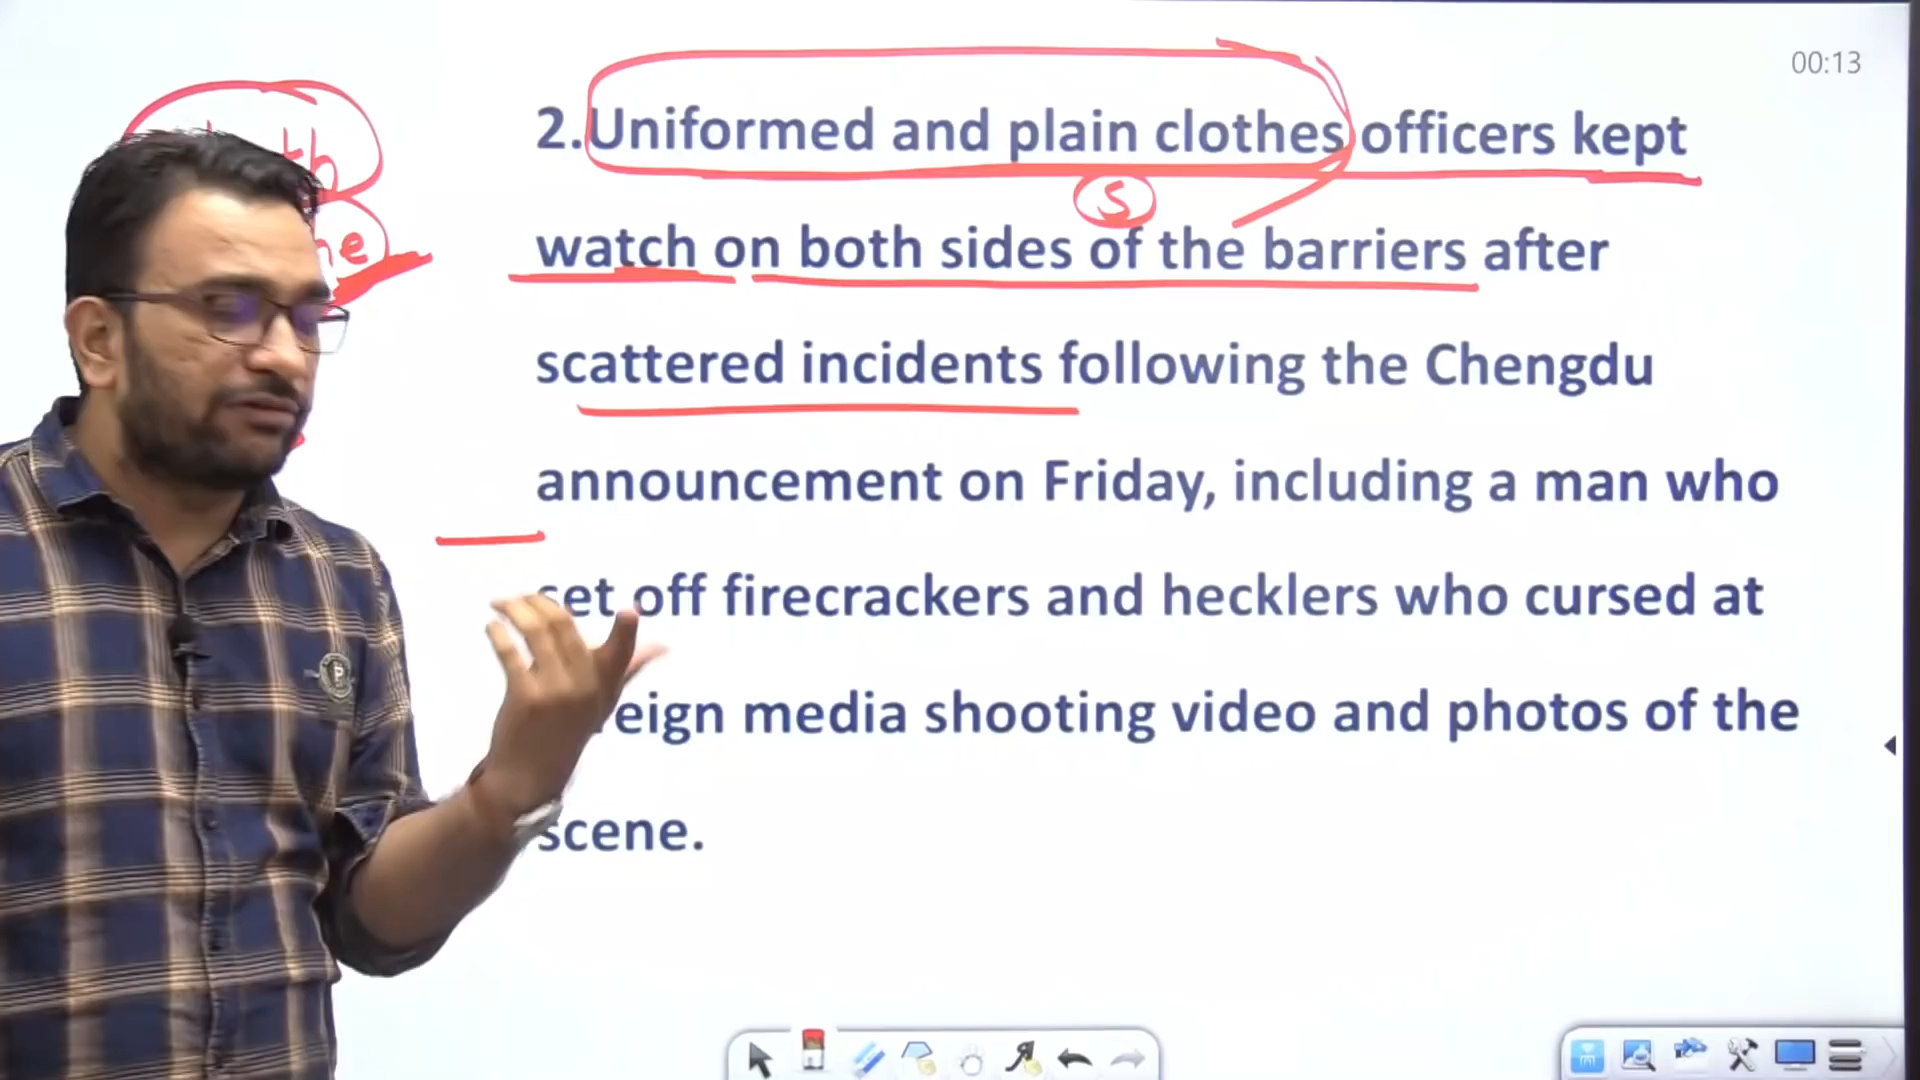 00:13
2.Uniformed and plain clothes officers kept
S
watch on both sides of the barriers after
scattered incidents following the Chengdu
announcement on Friday, including a man who
set off firecrackers and hecklers who cursed at
media shooting video and photos of the
scene.